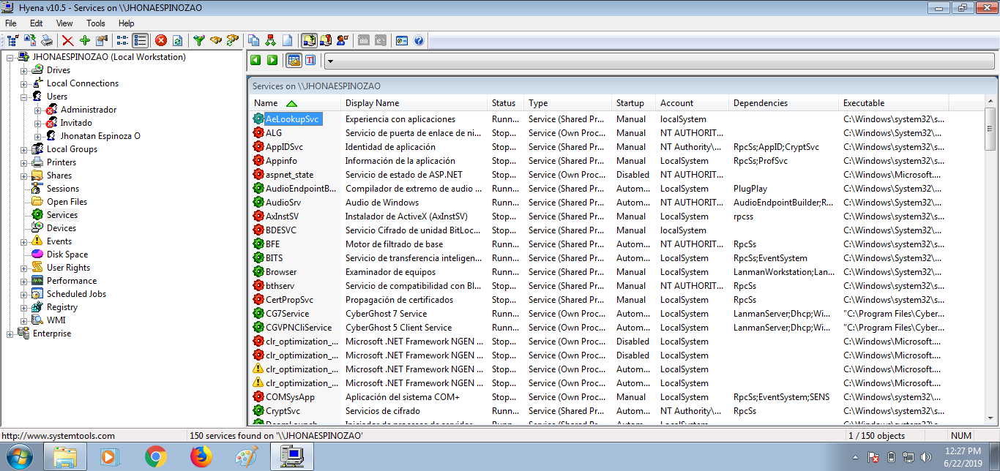 Hyena v10.5 - Services on \\JHONAESPINOZAO
File Edit View Tools Help
JHONAESPINOZAO (Local Workstation)
Drives
Local Connections
Users
Administrador
Invitado
Jhonatan Espinoza O
Local Groups
Printers
Shares
Sessions
Open Files
Services
Devices
Events
Disk Space
User Rights
Performance
Scheduled Jobs
Registry
WMI
Enterprise
Services on \\JHONAESPINOZAO
Name Display Name Status Type Startup Account Dependencies Executable
AeLookupSvc Experiencia con aplicaciones Runn... Service (Shared Pr... Manual localSystem C:\Windows\system32\s...
ALG Servicio de puerta de enlace de ni... Stop... Service (Own Proc... Manual NT AUTHORIT... C:\Windows\System32\...
AppIDSvc Identidad de aplicación Stop... Service (Shared Pr... Manual NT Authority\... RpcSs;AppID;CryptSvc C:\Windows\system32\s...
Appinfo Información de la aplicación Stop... Service (Shared Pr... Manual LocalSystem RpcSs;ProfSvc C:\Windows\system32\s...
aspnet_state Servicio de estado de ASP.NET Stop... Service (Own Proc... Disabled NT AUTHORIT... C:\Windows\Microsoft....
AudioEndpointB... Compilador de extremo de audio ... Runn... Service (Shared Pr... Autom... LocalSystem PlugPlay C:\Windows\System32\s...
AudioSrv Audio de Windows Runn... Service (Shared Pr... Autom... NT AUTHORIT... AudioEndpointBuilder;R... C:\Windows\System32\s...
AxInstSV Instalador de ActiveX (AxInstSV) Stop... Service (Shared Pr... Manual LocalSystem rpcss C:\Windows\system32\s...
BDESVC Servicio Cifrado de unidad BitLoc... Stop... Service (Shared Pr... Manual localSystem C:\Windows\System32\s...
BFE Motor de filtrado de base Runn... Service (Shared Pr... Autom... NT AUTHORIT... RpcSs C:\Windows\system32\s...
BITS Servicio de transferencia inteligen... Runn... Service (Shared Pr... Autom... LocalSystem RpcSs;EventSystem C:\Windows\System32\s...
Browser Examinador de equipos Runn... Service (Shared Pr... Autom... LocalSystem LanmanWorkstation;Lan... C:\Windows\System32\s...
bthserv Servicio de compatibilidad con Bl... Stop... Service (Shared Pr... Manual NT AUTHORIT... RpcSs C:\Windows\system32\s...
CertPropSvc Propagación de certificados Stop... Service (Shared Pr... Manual LocalSystem RpcSs C:\Windows\system32\s...
CG7Service CyberGhost 7 Service Runn... Service (Own Proc... Autom... LocalSystem LanmanServer;Dhcp;Wi... "C:\Program Files\Cyber...
CGVPNCliService CyberGhost 5 Client Service Runn... Service (Own Proc... Autom... LocalSystem LanmanServer;Dhcp;Wi... "C:\Program Files\Cyber...
clr_optimization_... Microsoft .NET Framework NGEN ... Stop... Service (Own Proc... Disabled LocalSystem C:\Windows\Microsoft....
clr_optimization_... Microsoft .NET Framework NGEN ... Stop... Service (Own Proc... Disabled LocalSystem C:\Windows\Microsoft....
clr_optimization_... Microsoft .NET Framework NGEN ... Stop... Service (Own Proc... Autom... LocalSystem C:\Windows\Microsoft....
clr_optimization_... Microsoft .NET Framework NGEN ... Stop... Service (Own Proc... Autom... LocalSystem C:\Windows\Microsoft....
COMSysApp Aplicación del sistema COM+ Stop... Service (Own Proc... Manual LocalSystem RpcSs;EventSystem;SENS C:\Windows\system32\...
CryptSvc Servicios de cifrado Runn... Service (Shared Pr... Autom... NT Authority\... RpcSs C:\Windows\system32\s...
http://www.systemtools.com 150 services found on '\\JHONAESPINOZAO' 1 / 150 objects NUM
12:27 PM
6/22/2019